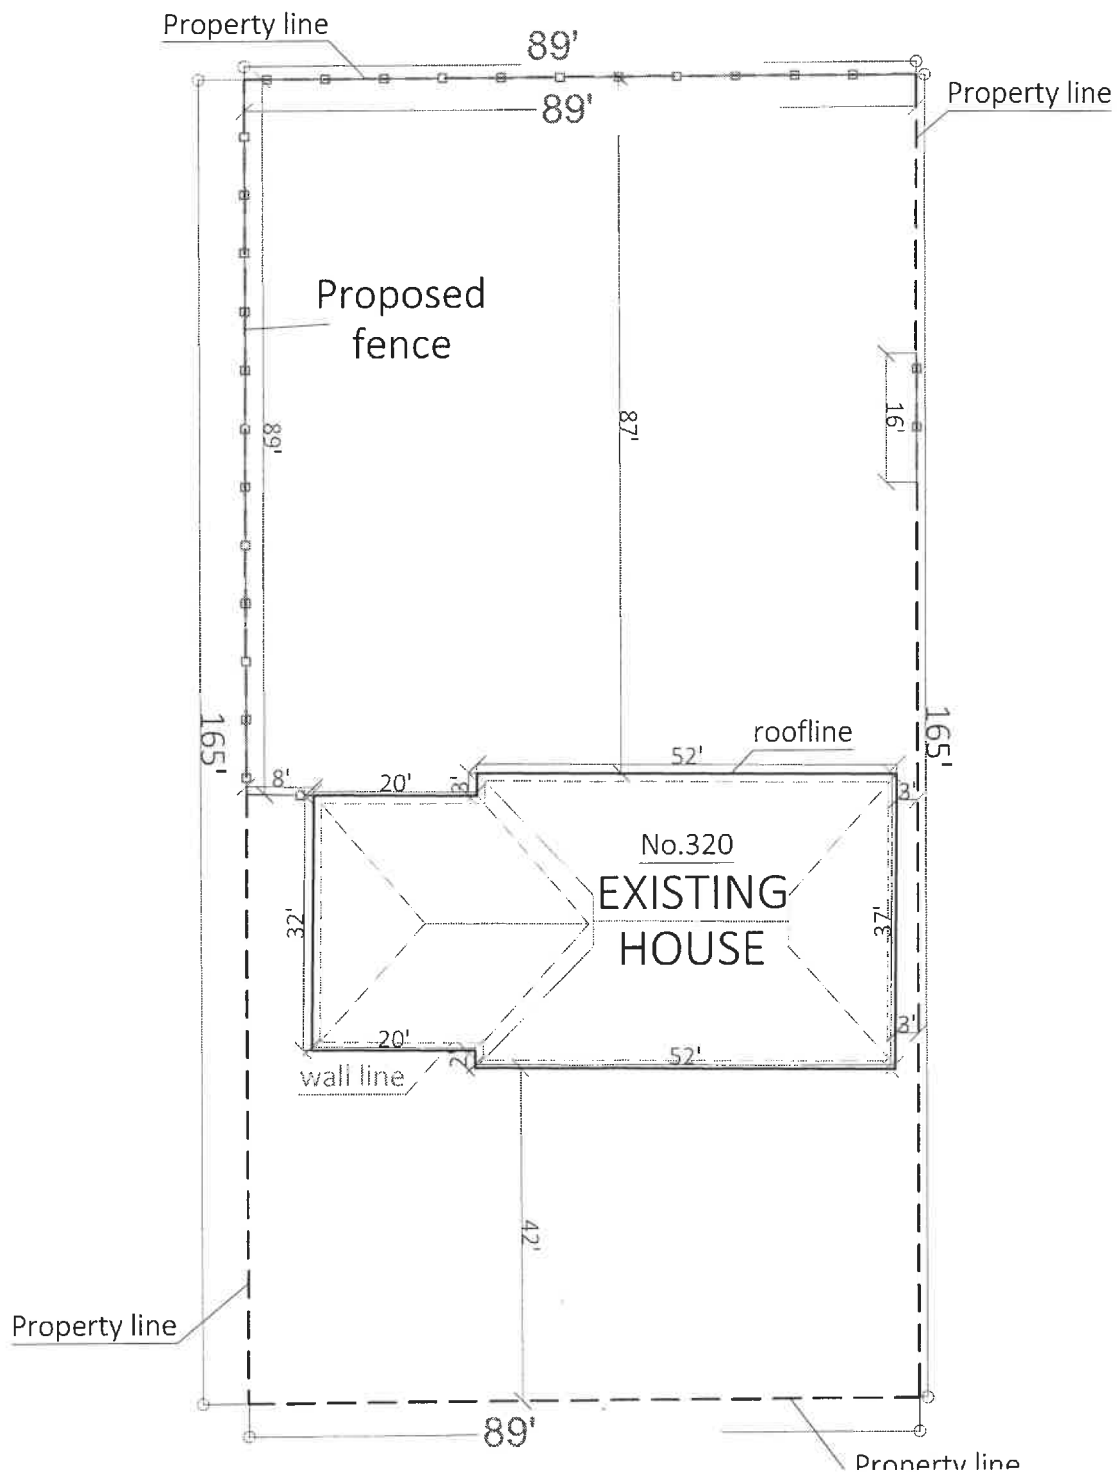 Property line
89'
89'
Property line
Proposed
fence
89'
87'
16'
165'
165'
roofline
8'
20'
3'
52'
3'
No.320
EXISTING
HOUSE
32'
37'
20'
2'
52'
3'
wall line
42'
Property line
89'
Property line